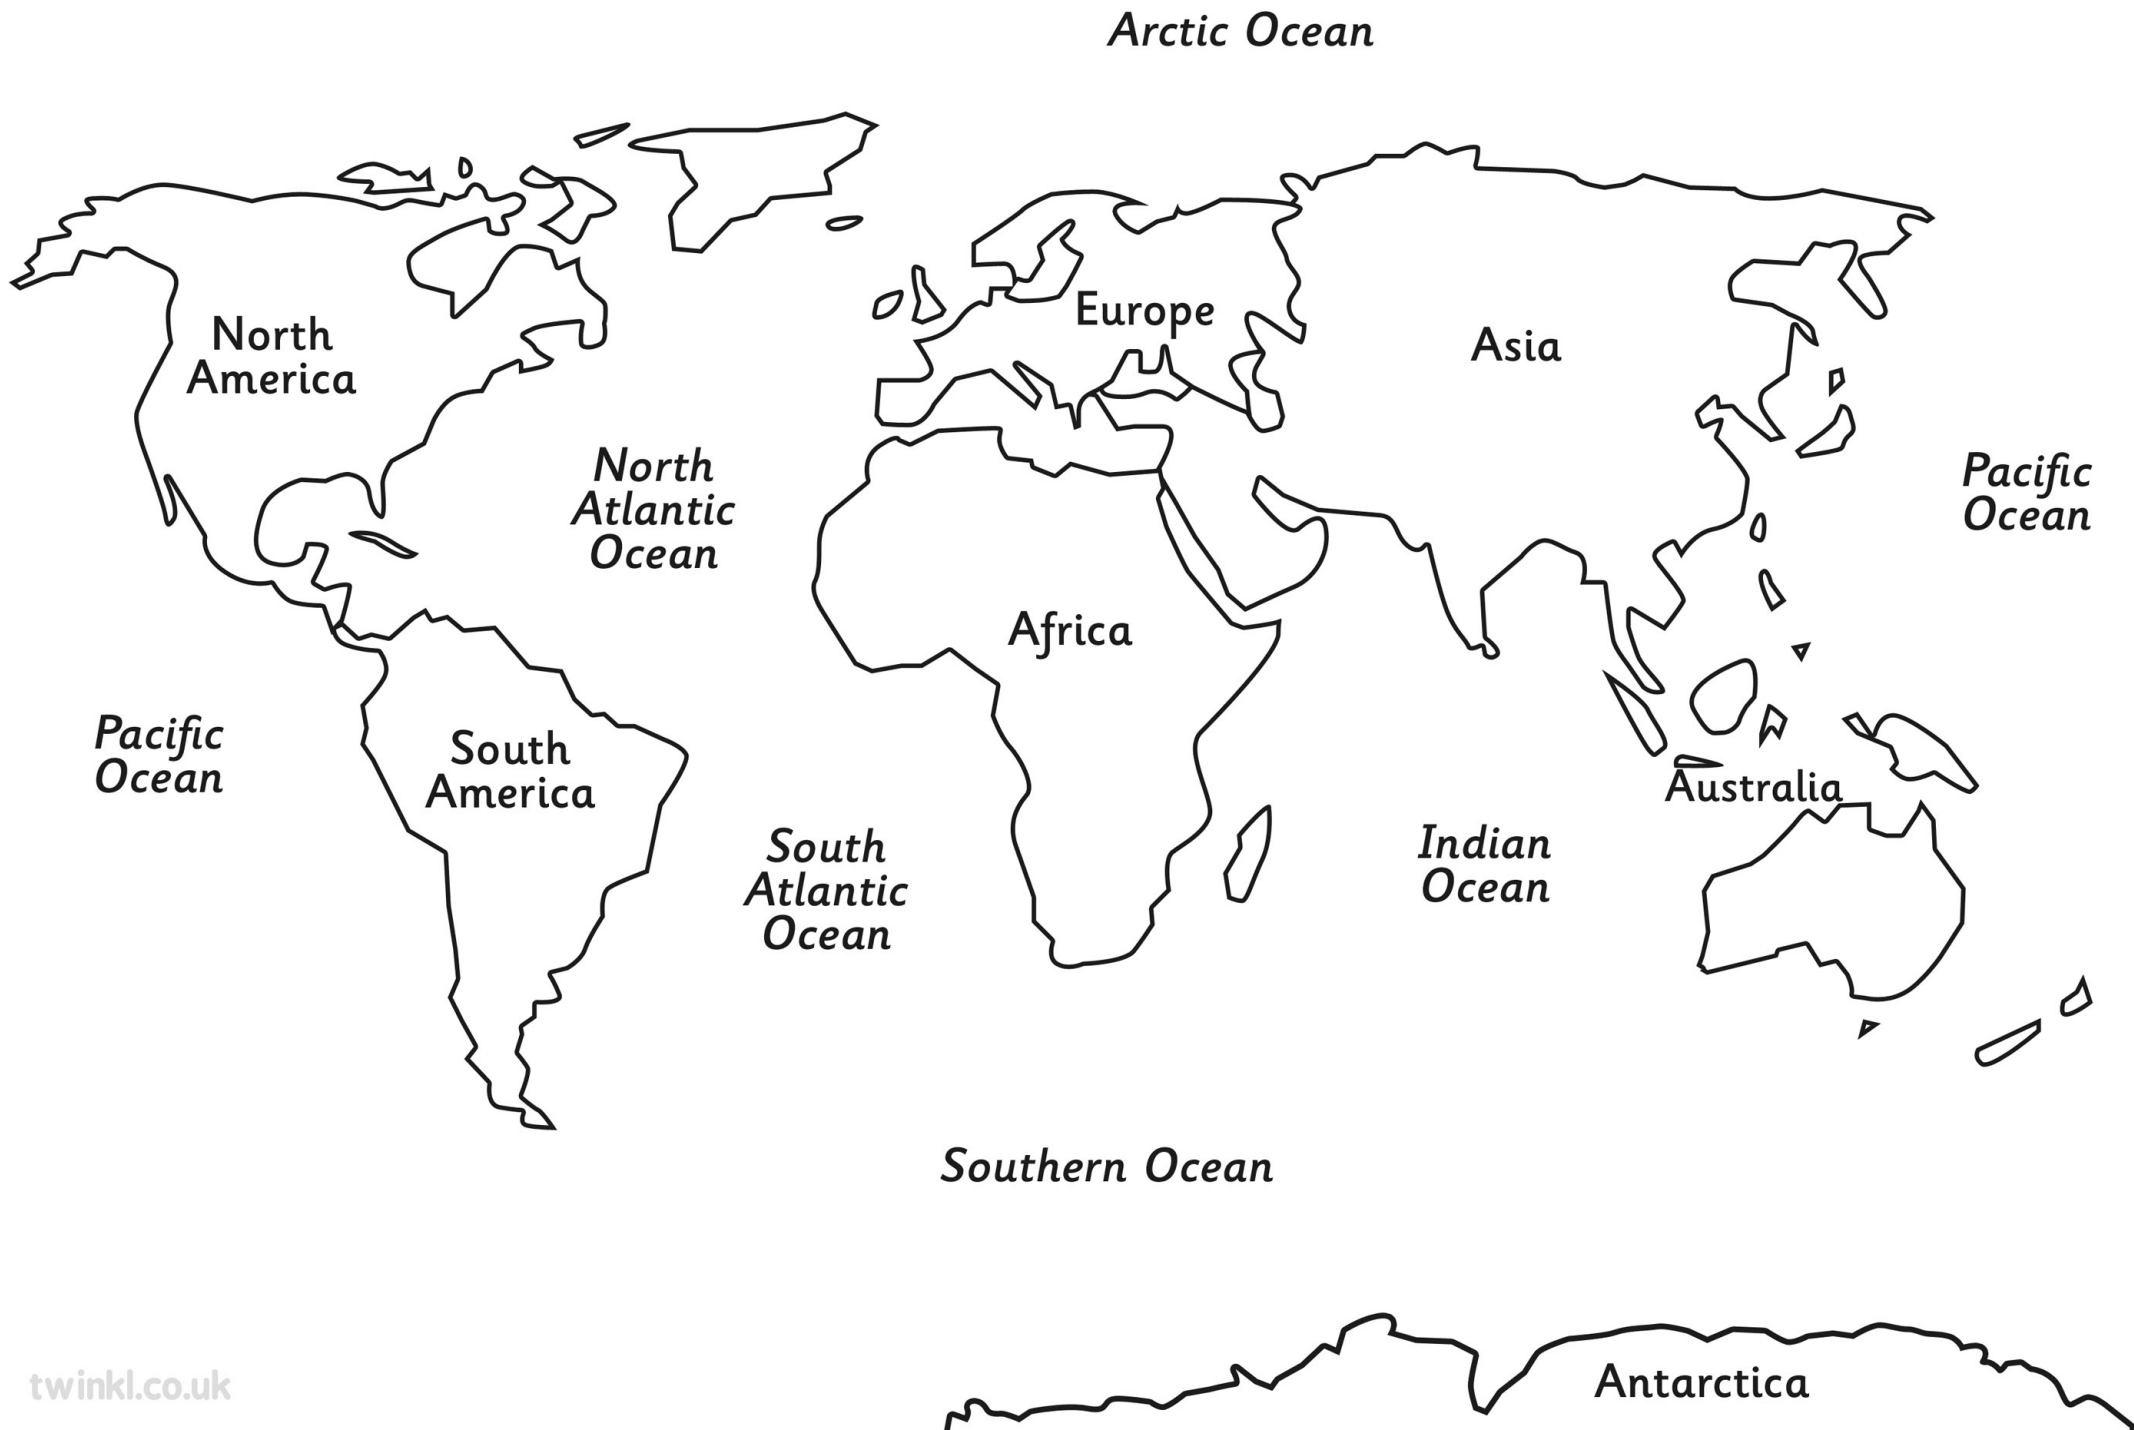 Arctic Ocean
North
America
Europe
Asia
North
Atlantic
Ocean
Pacific
Ocean
Africa
Pacific
Ocean
South
America
Australia
South
Atlantic
Ocean
Indian
Ocean
Southern Ocean
Antarctica
twinkl.co.uk